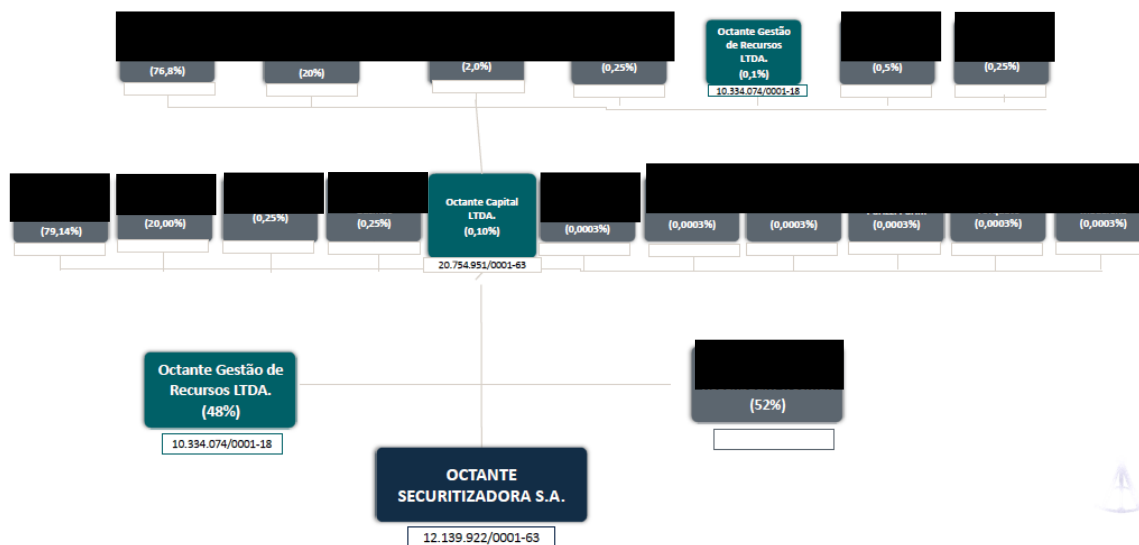 Octante Gestão
de Recursos
LTDA.
(0,1%)
(76,8%)
(20%)
(2,0%)
(0,25%)
(0,5%)
(0,25%)
10.334.074/0001-18
Octante Capital
LTDA.
(0,10%)
(79,14%)
(20,00%)
(0,25%)
(0,25%)
(0,0003%)
(0,0003%)
(0,0003%)
(0,0003%)
(0,0003%)
(0,0003%)
20.754.951/0001-63
Octante Gestão de
Recursos LTDA.
(48%)
(52%)
10.334.074/0001-18
OCTANTE
SECURITIZADORA S.A.
12.139.922/0001-63